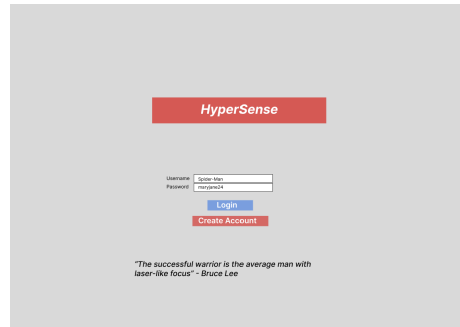 HyperSense
Username Spider-Man
Password maryjane24
Login
Create Account
"The successful warrior is the average man with
laser-like focus" - Bruce Lee